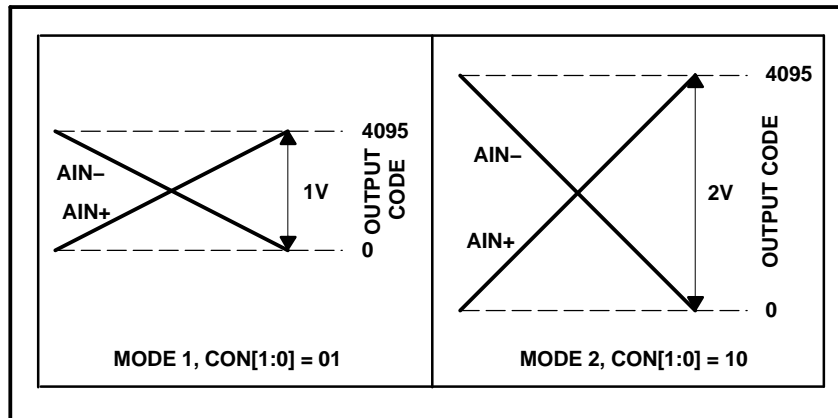 4095
AIN–
1V
OUTPUT
CODE
AIN+
0
MODE 1, CON[1:0] = 01
4095
AIN–
2V
OUTPUT CODE
AIN+
0
MODE 2, CON[1:0] = 10